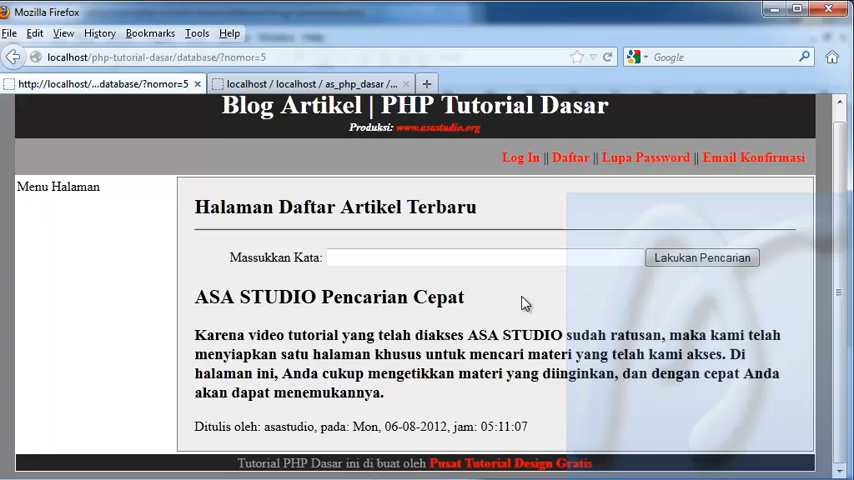 Mozilla Firefox
File Edit View History Bookmarks Tools Help
localhost/php-tutorial-dasar/database/?nomor=5
Google
http://localhost/...database/?nomor=5
localhost / localhost / as_php_dasar /...
Blog Artikel | PHP Tutorial Dasar
Produksi: www.asastudio.org
Log In || Daftar || Lupa Password || Email Konfirmasi
Menu Halaman
Halaman Daftar Artikel Terbaru
Massukkan Kata:
Lakukan Pencarian
ASA STUDIO Pencarian Cepat
Karena video tutorial yang telah diakses ASA STUDIO sudah ratusan, maka kami telah
menyiapkan satu halaman khusus untuk mencari materi yang telah kami akses. Di
halaman ini, Anda cukup mengetikkan materi yang diinginkan, dan dengan cepat Anda
akan dapat menemukannya.
Ditulis oleh: asastudio, pada: Mon, 06-08-2012, jam: 05:11:07
Tutorial PHP Dasar ini di buat oleh Pusat Tutorial Design Gratis